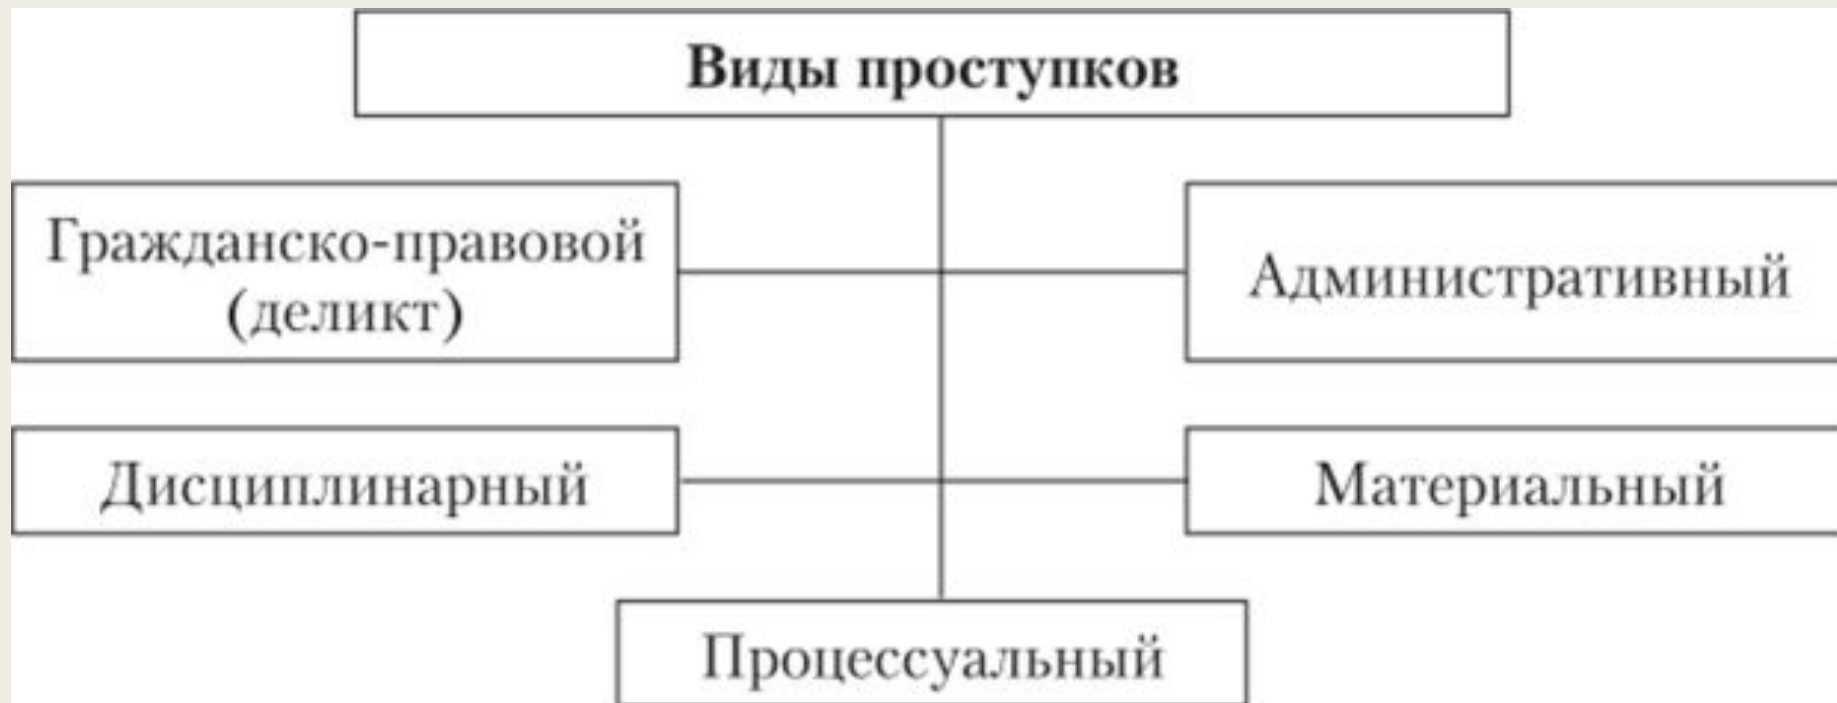 Виды проступков
Гражданско-правовой
(деликт)
Административный
Дисциплинарный
Материальный
Процессуальный